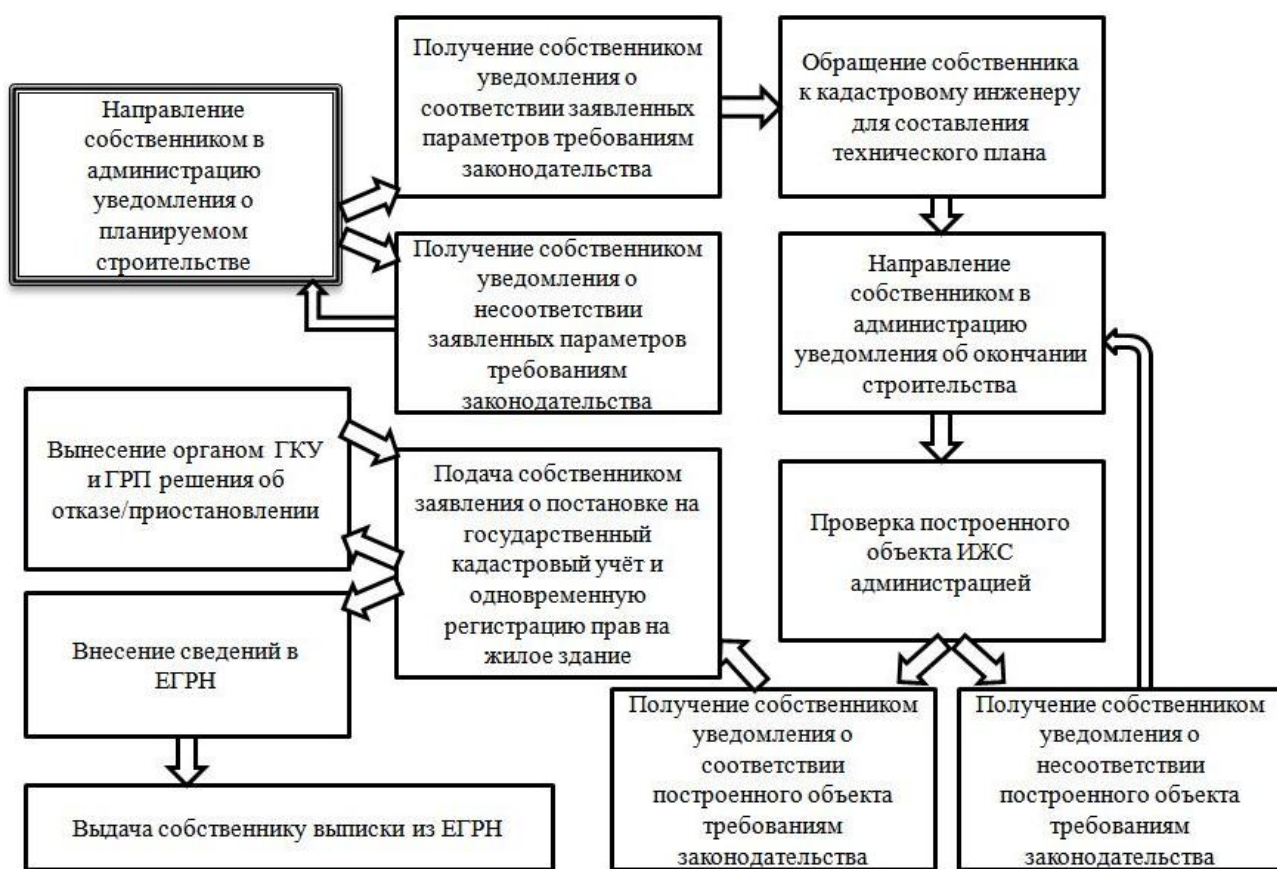 Направление
собственником в
администрацию
уведомления о
планируемом
строительстве
Получение собственником
уведомления о
соответствии заявленных
параметров требованиям
законодательства
Обращение собственника
к кадастровому инженеру
для составления
технического плана
Получение собственником
уведомления о
несоответствии
заявленных параметров
требованиям
законодательства
Направление
собственником в
администрацию
уведомления об окончании
строительства
Вынесение органом ГКУ
и ГРП решения об
отказе/приостановлении
Подача собственником
заявления о постановке на
государственный
кадастровый учёт и
одновременную
регистрацию прав на
жилое здание
Проверка построенного
объекта ИЖС
администрацией
Внесение сведений в
ЕГРН
Получение собственником
уведомления о
соответствии
построенного объекта
требованиям
законодательства
Получение собственником
уведомления о
несоответствии
построенного объекта
требованиям
законодательства
Выдача собственнику выписки из ЕГРН